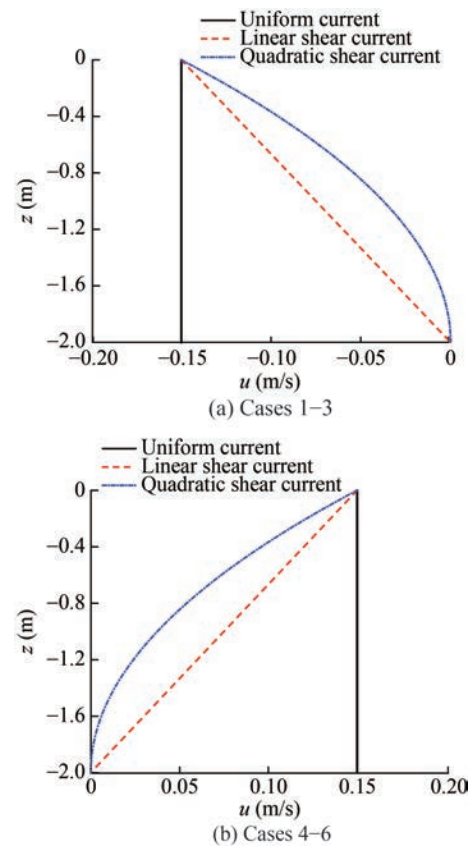 Uniform current
Linear shear current
Quadratic shear current
0
−0.4
−0.8
−1.2
−1.6
−2.0
z (m)
−0.20 −0.15 −0.10 −0.05 0
u (m/s)
(a) Cases 1−3
Uniform current
Linear shear current
Quadratic shear current
0
−0.4
−0.8
−1.2
−1.6
−2.0
z (m)
0 0.05 0.10 0.15 0.20
u (m/s)
(b) Cases 4−6